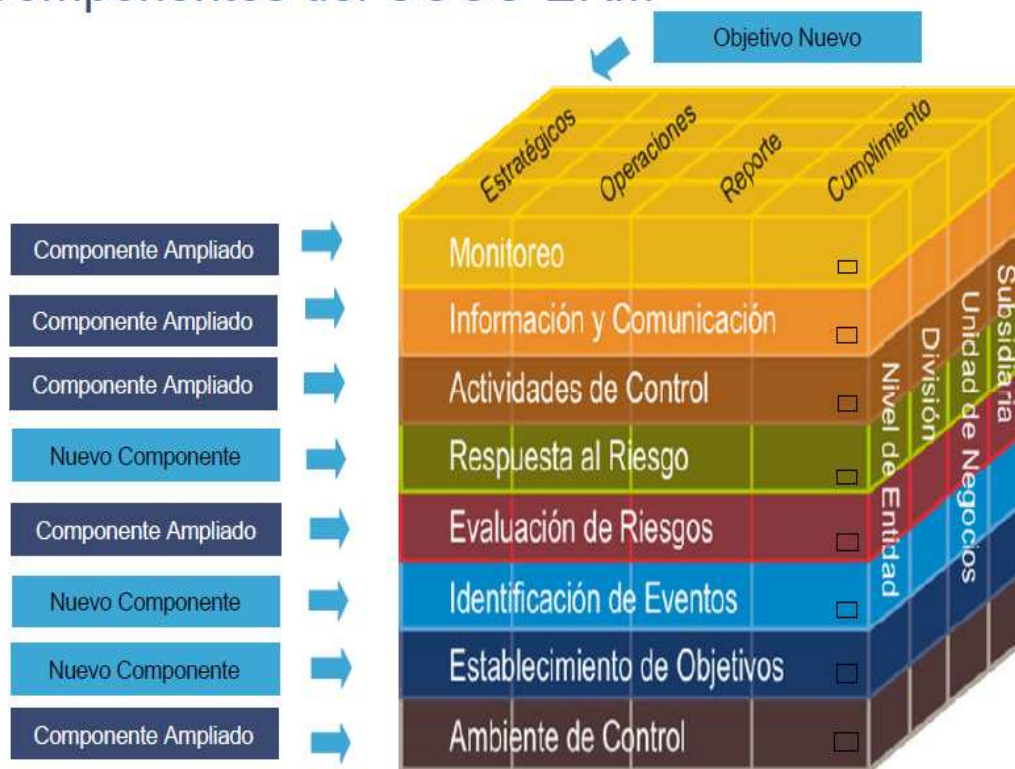 Objetivo Nuevo
Estratégicos
Operaciones
Reporte
Cumplimiento
Componente Ampliado
Monitoreo
Componente Ampliado
Información y Comunicación
Componente Ampliado
Actividades de Control
Nuevo Componente
Respuesta al Riesgo
Componente Ampliado
Evaluación de Riesgos
Nuevo Componente
Identificación de Eventos
Nuevo Componente
Establecimiento de Objetivos
Componente Ampliado
Ambiente de Control
Nivel de Entidad
División
Unidad de Negocios
Subsidiaria